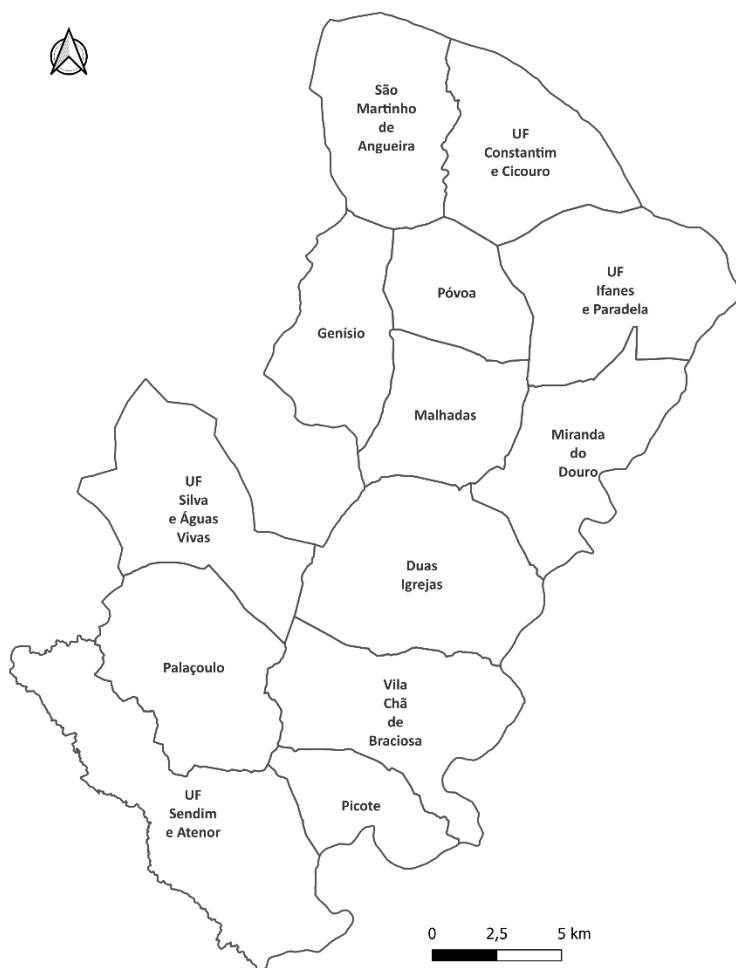 São
Martinho
de
Angueira
UF
Constantim
e Cicouro
UF
Ifanes
e Paradela
Póvoa
Genísio
Malhadas
Miranda
do
Douro
UF
Silva
e Águas
Vivas
Duas
Igrejas
Palaçoulo
Vila
Chã
de
Braciosa
UF
Sendim
e Atenor
Picote
0 2,5 5 km